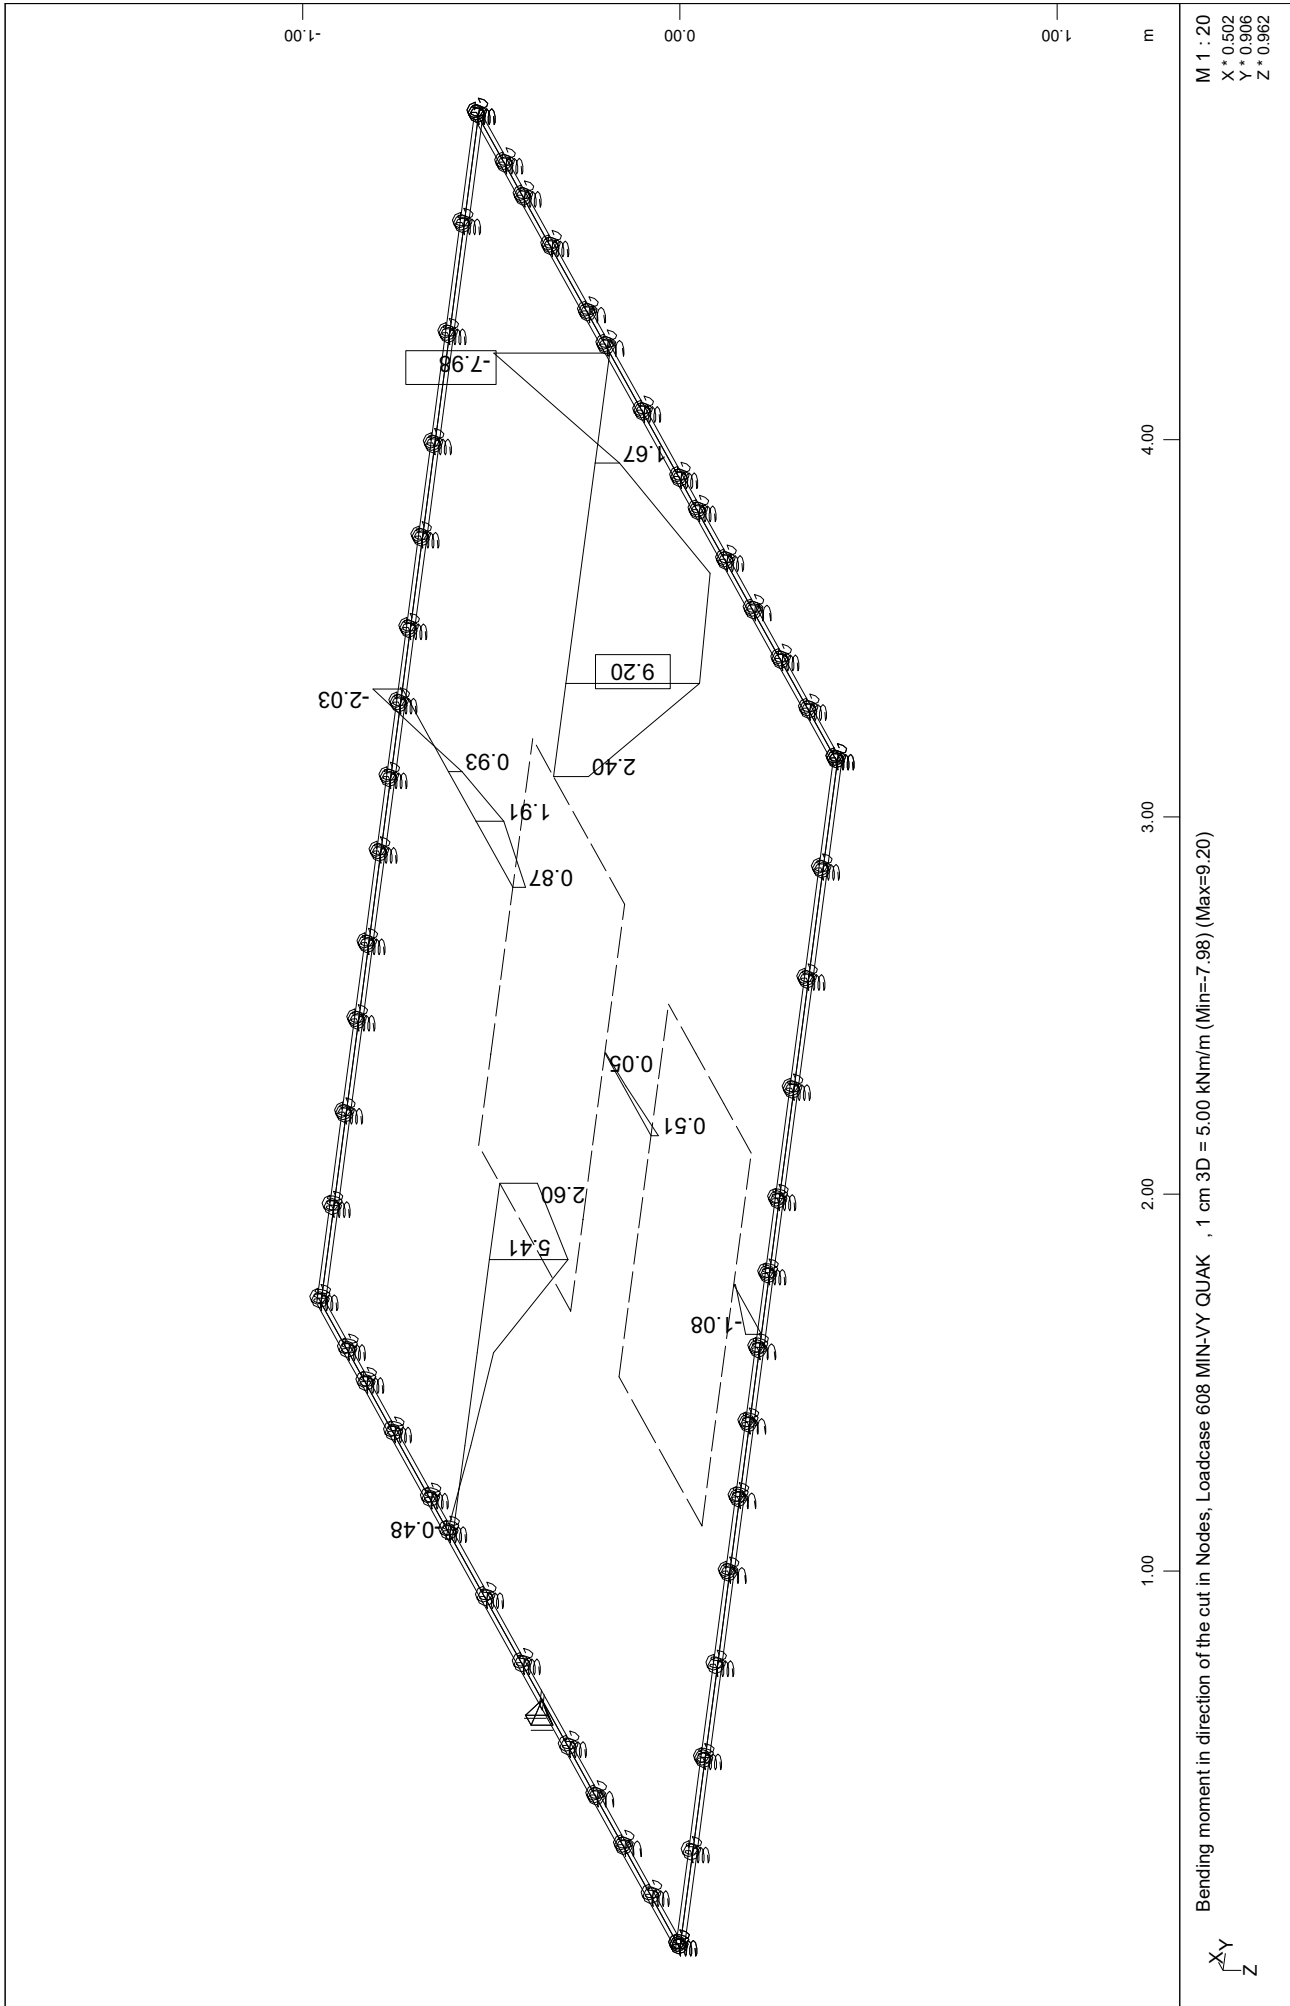 -1.00
0.00
1.00
m
M 1 : 20
X * 0.502
Y * 0.906
Z * 0.962
-7.98
1.67
4.00
9.20
-2.03
0.93
2.40
1.91
3.00
0.87
0.05
0.51
2.60
2.00
5.41
-1.08
-0.48
1.00
Bending moment in direction of the cut in Nodes, Loadcase 608 MIN-VY QUAK , 1 cm 3D = 5.00 kNm/m (Min=-7.98) (Max=9.20)
X
Y
Z